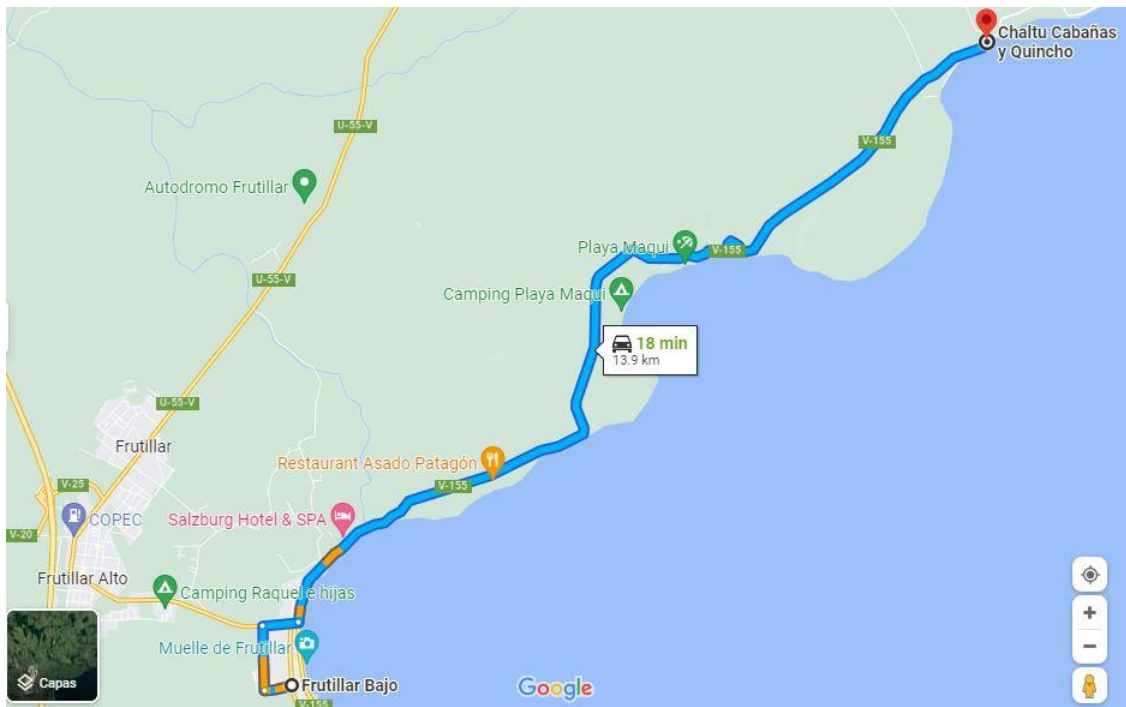 Chaltu Cabañas
y Quincho
U-55-V
V-155
Autodromo Frutillar
Playa Maqui
V-155
U-55-V
Camping Playa Maqui
18 min
13.9 km
U-55-V
Frutillar
Restaurant Asado Patagón
V-25
V-155
COPEC
Salzburg Hotel & SPA
V-20
Frutillar Alto
Camping Raquel e hijas
Muelle de Frutillar
Capas
Frutillar Bajo
Google
V-155